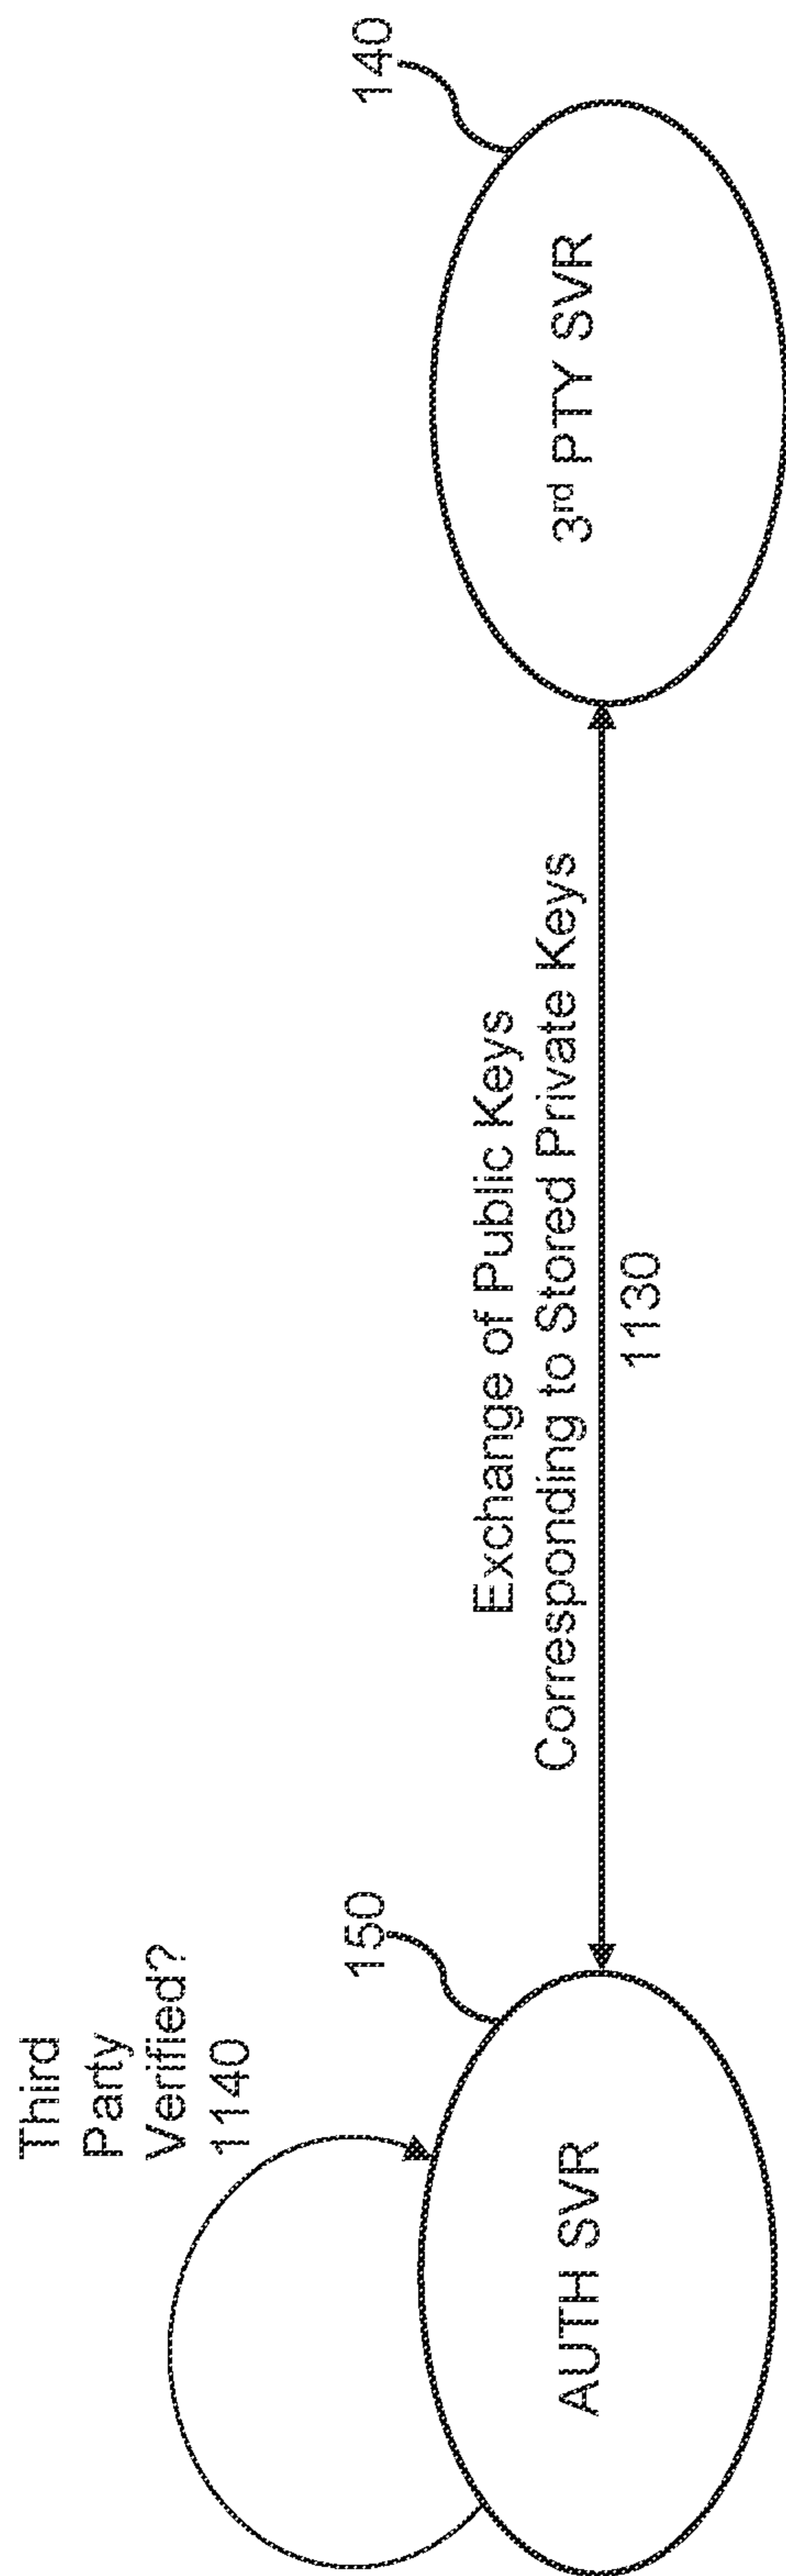 Third
Party
Verified?
1140
150
AUTH SVR
Exchange of Public Keys
Corresponding to Stored Private Keys
1130
140
3rd PTY SVR